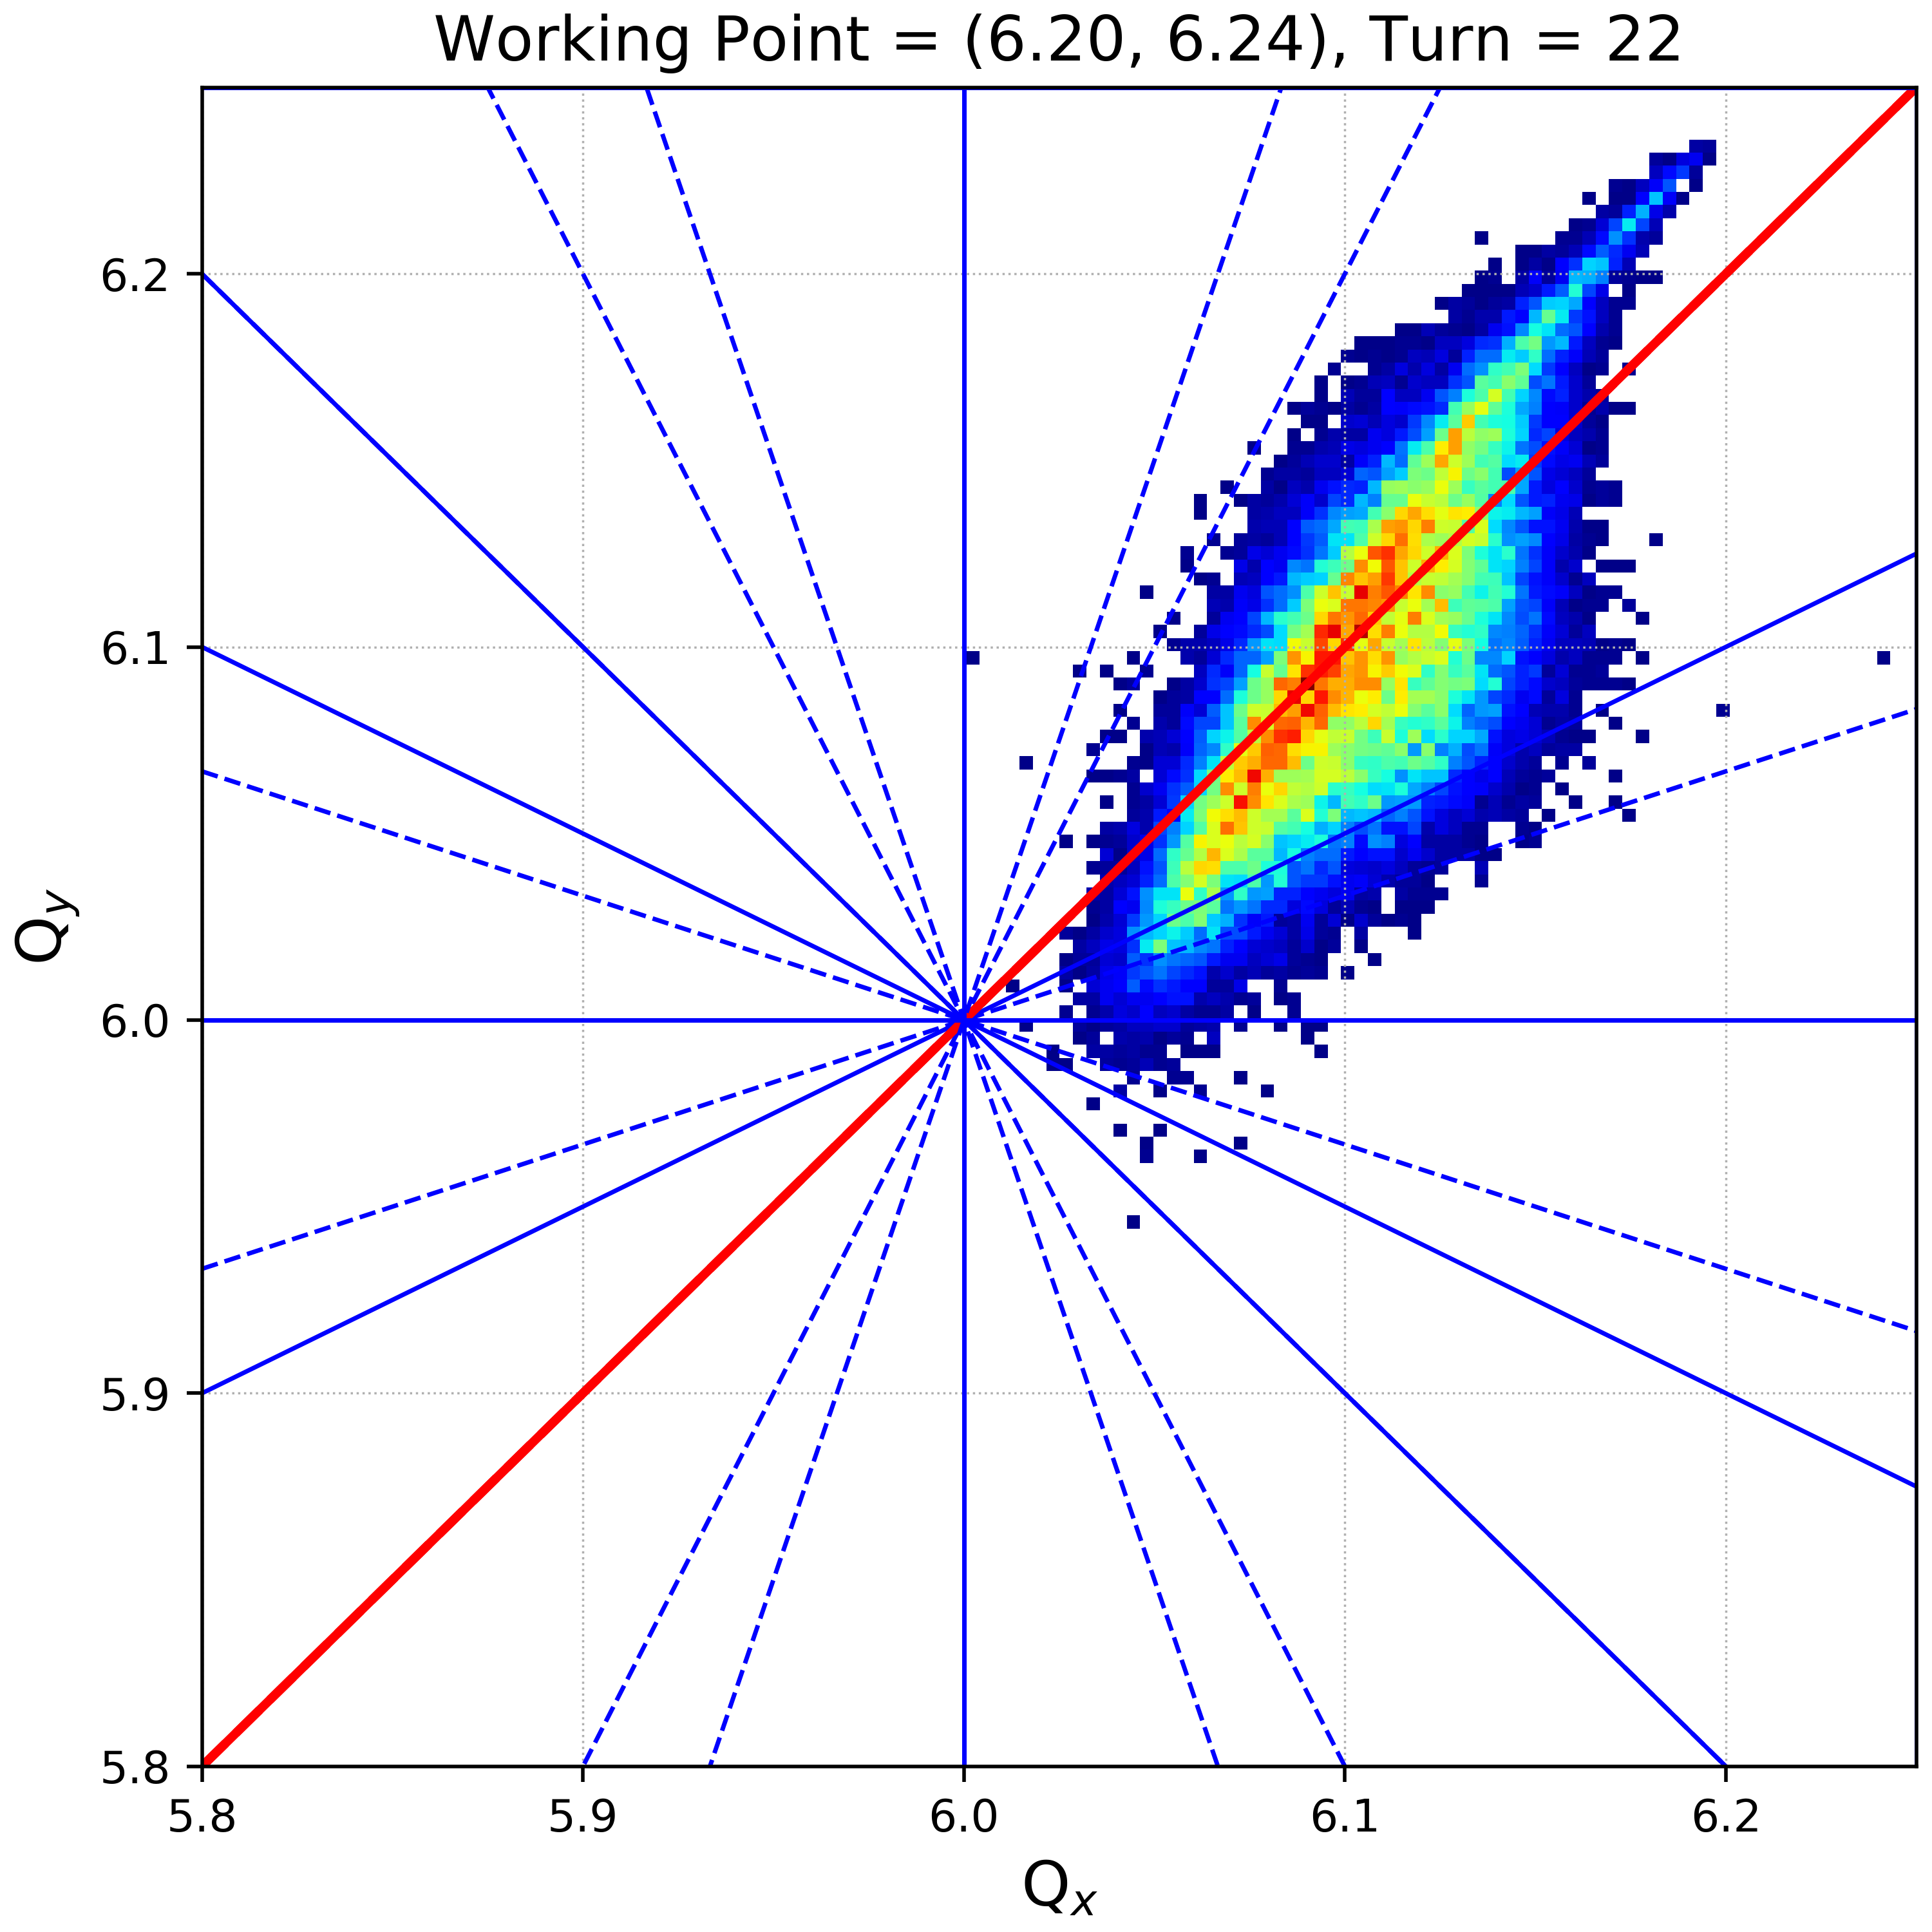 Working Point = (6.20, 6.24), Turn = 22
6.2
6.1
6.0
5.9
5.8
Qy
5.8 5.9 6.0 6.1 6.2
Qx